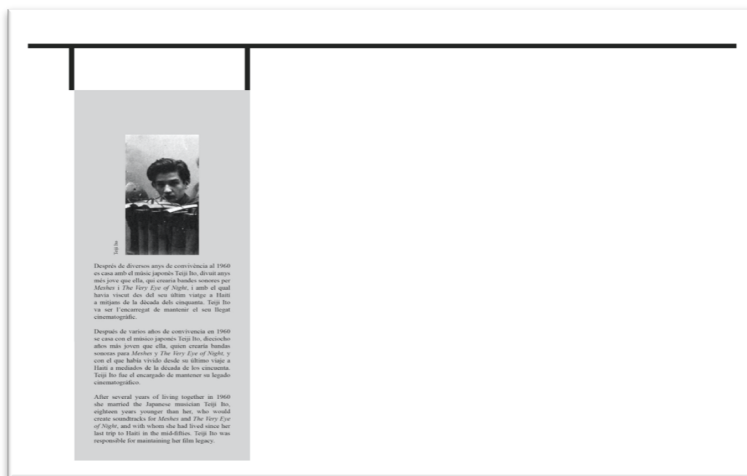 Teiji Ito
Després de diversos anys de convivència al 1960
es casa amb el músic japonès Teiji Ito, divuit anys
més jove que ella, qui crearia bandes sonores per
Meshes i The Very Eye of Night, i amb el qual
havia viscut des del seu últim viatge a Haití
a mitjans de la dècada dels cinquanta. Teiji Ito
va ser l'encarregat de mantenir el seu llegat
cinematogràfic.
Después de varios años de convivencia en 1960
se casa con el músico japonés Teiji Ito, dieciocho
años más joven que ella, quien crearía bandas
sonoras para Meshes y The Very Eye of Night, y
con el que había vivido desde su último viaje a
Haití a mediados de la década de los cincuenta.
Teiji Ito fue el encargado de mantener su legado
cinematográfico.
After several years of living together in 1960
she married the Japanese musician Teiji Ito,
eighteen years younger than her, who would
create soundtracks for Meshes and The Very Eye
of Night, and with whom she had lived since her
last trip to Haiti in the mid-fifties. Teiji Ito was
responsible for maintaining her film legacy.